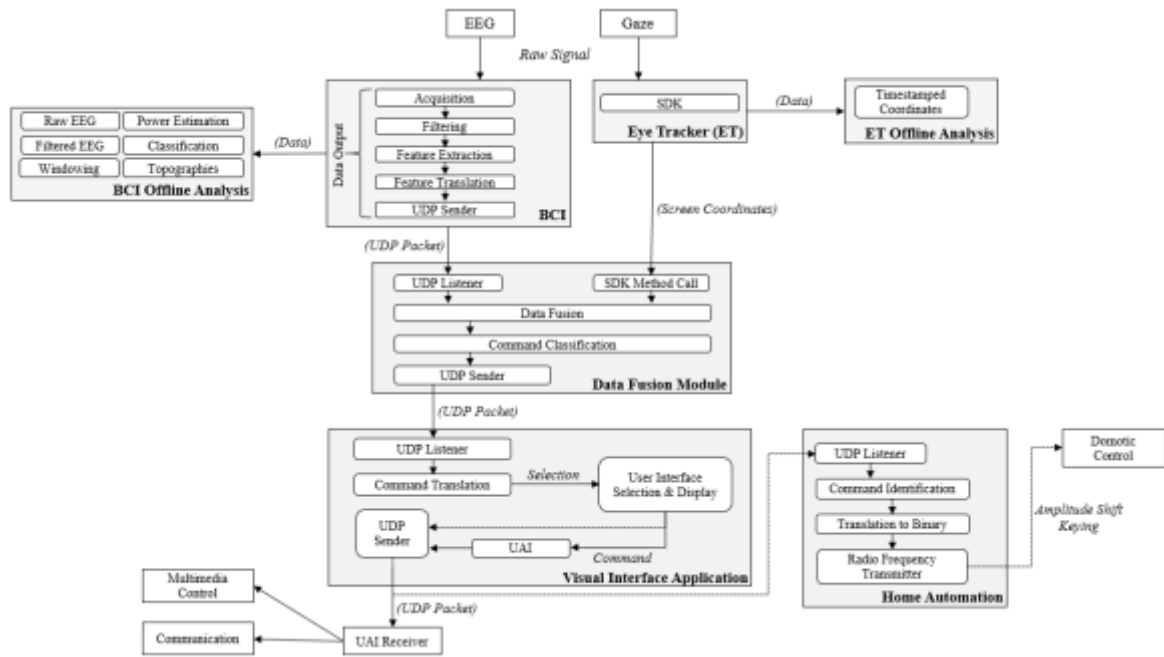 EEG
Gaze
Raw Signal
Acquisition
Filtering
Feature Extraction
Feature Translation
UDP Sender
Data Output
BCI
SDK
Eye Tracker (ET)
(Data)
Timestamped
Coordinates
ET Offline Analysis
(Data)
Raw EEG
Power Estimation
Filtered EEG
Classification
Windowing
Topographies
BCI Offline Analysis
(UDP Packet)
(Screen Coordinates)
UDP Listener
SDK Method Call
Data Fusion
Command Classification
UDP Sender
Data Fusion Module
(UDP Packet)
UDP Listener
Command Translation
Selection
User Interface
Selection & Display
UDP
Sender
UAI
Command
Visual Interface Application
UDP Listener
Command Identification
Translation to Binary
Radio Frequency
Transmitter
Home Automation
Domotic
Control
Amplitude Shift
Keying
(UDP Packet)
Multimedia
Control
Communication
UAI Receiver